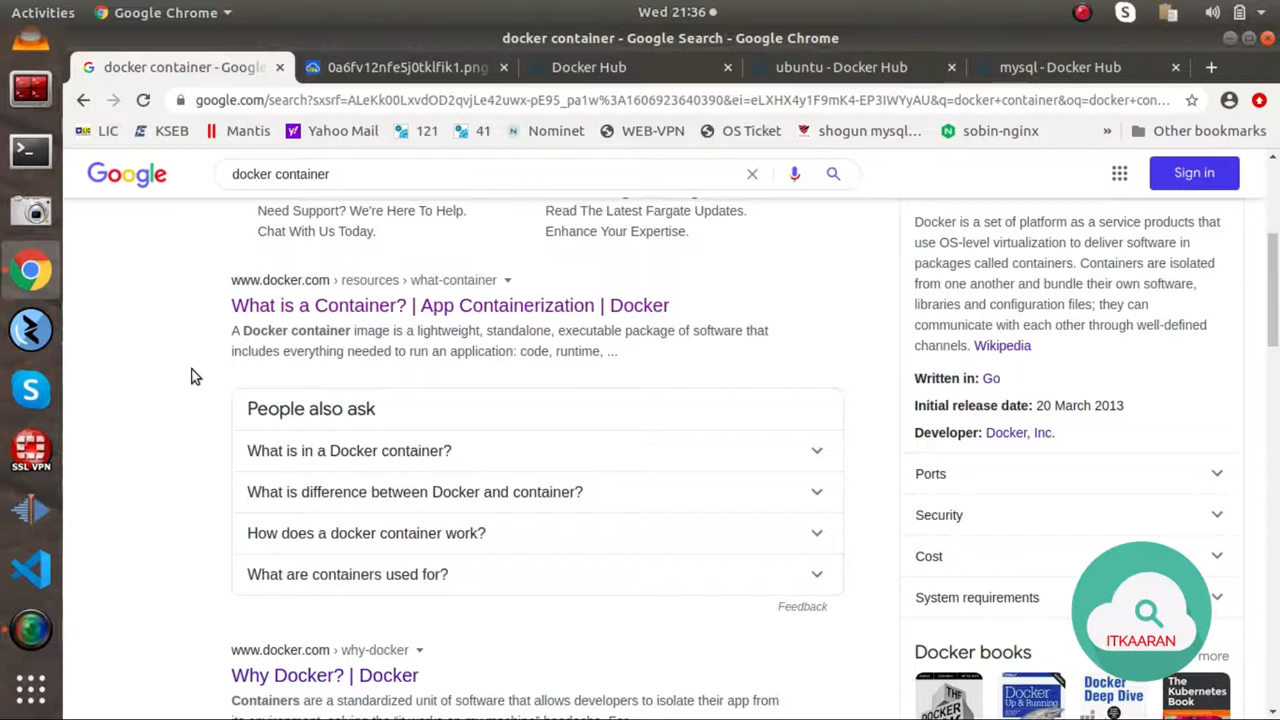 Activities
Google Chrome
Wed 21:36
docker container - Google Search - Google Chrome
docker container - Google
0a6fv12nfe5j0tklfik1.png
Docker Hub
ubuntu - Docker Hub
mysql - Docker Hub
google.com/search?sxsrf=ALeKk00LxvdOD2qvjLe42uwx-pE95_pa1w%3A1606923640390&ei=eLXHX4y1F9mK4-EP3IWYyAU&q=docker+container&oq=docker+con...
LIC
KSEB
Mantis
Yahoo Mail
121
41
Nominet
WEB-VPN
OS Ticket
shogun mysql...
sobin-nginx
»
Other bookmarks
Google
docker container
Sign in
Need Support? We're Here To Help.
Chat With Us Today.
Read The Latest Fargate Updates.
Enhance Your Expertise.
www.docker.com › resources › what-container
What is a Container? | App Containerization | Docker
A Docker container image is a lightweight, standalone, executable package of software that
includes everything needed to run an application: code, runtime, ...
People also ask
What is in a Docker container?
What is difference between Docker and container?
How does a docker container work?
What are containers used for?
Feedback
www.docker.com › why-docker
Why Docker? | Docker
Containers are a standardized unit of software that allows developers to isolate their app from
Docker is a set of platform as a service products that
use OS-level virtualization to deliver software in
packages called containers. Containers are isolated
from one another and bundle their own software,
libraries and configuration files; they can
communicate with each other through well-defined
channels. Wikipedia
Written in: Go
Initial release date: 20 March 2013
Developer: Docker, Inc.
Ports
Security
Cost
System requirements
Docker books
more
ITKAARAN
SSL VPN
THE
DOCKER
Docker
Up & Running
Docker
Deep Dive
The
Kubernetes
Book